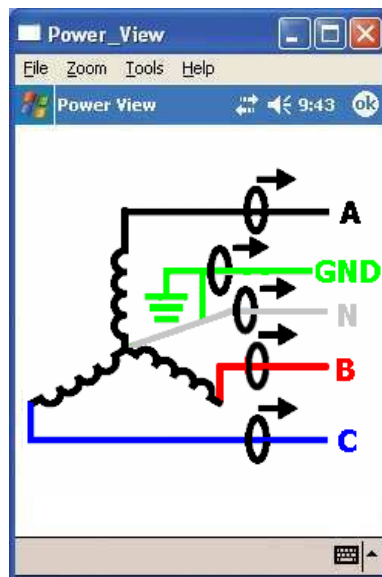 Power_View
File Zoom Tools Help
Power View 9:43 ok
A
GND
N
B
C